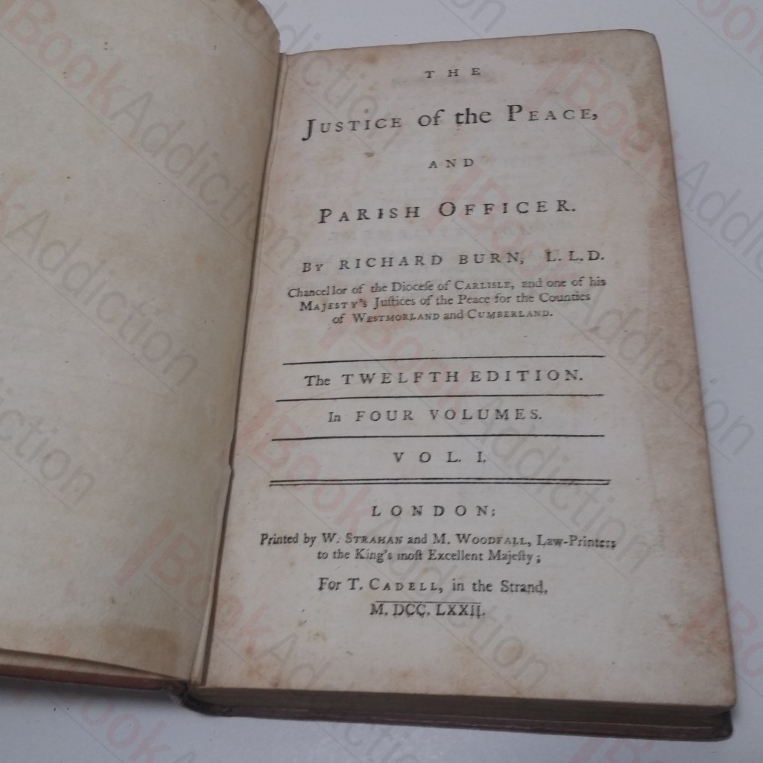 THE
JUSTICE of the PEACE,
AND
PARISH OFFICER.
By RICHARD BURN, L.L.D.
Chancellor of the Dioceſe of CARLISLE, and one of his
MAJESTY'S Juſtices of the Peace for the Counties
of WESTMORLAND and CUMBERLAND.
The TWELFTH EDITION.
In FOUR VOLUMES.
VOL. I.
LONDON:
Printed by W. STRAHAN and M. WOODFALL, Law-Printers
to the King's moſt Excellent Majeſty;
For T. CADELL, in the Strand,
M.DCC.LXXII.
BookAddiction